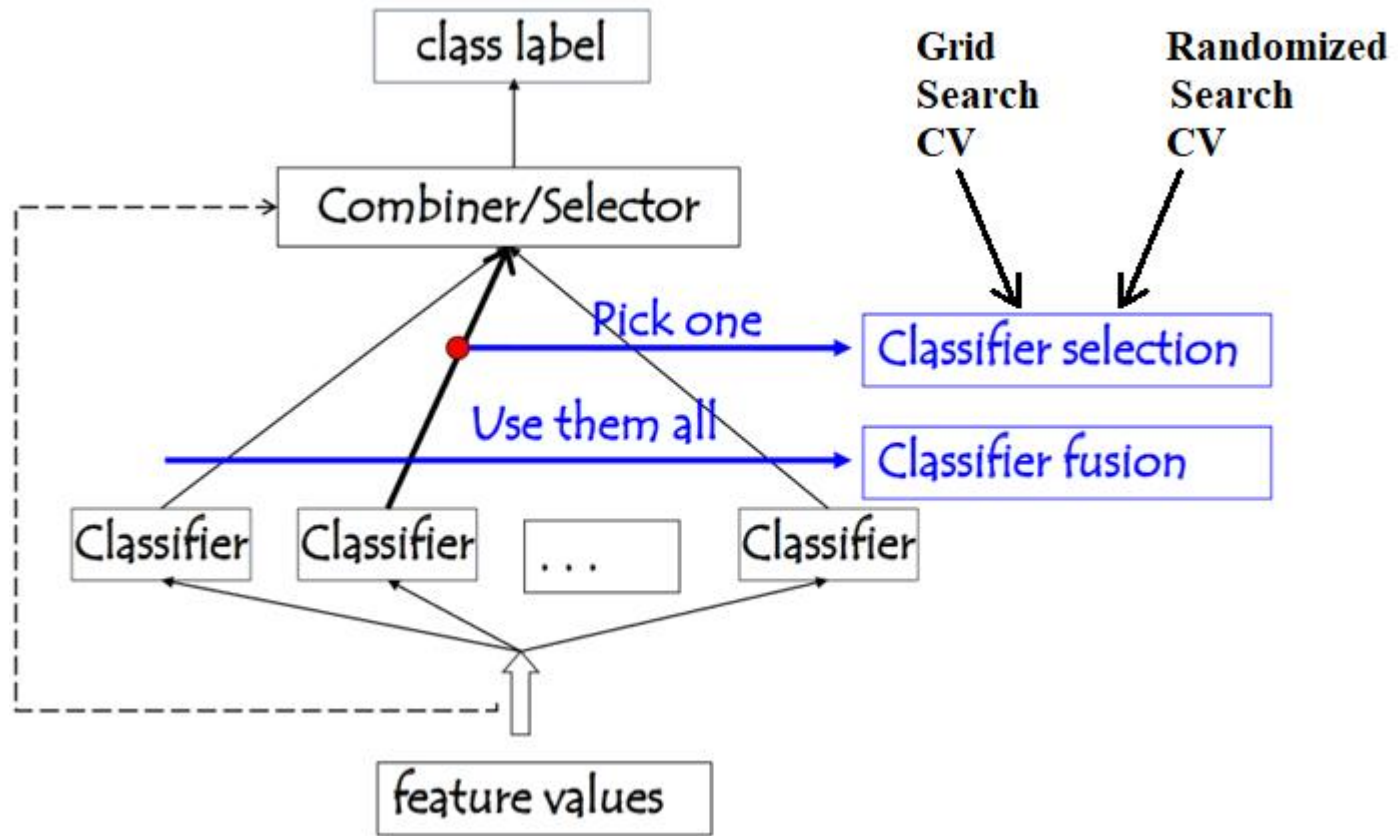 class label
Grid
Search
CV
Randomized
Search
CV
Combiner/Selector
Pick one
Classifier selection
Use them all
Classifier fusion
Classifier
Classifier
. . .
Classifier
feature values